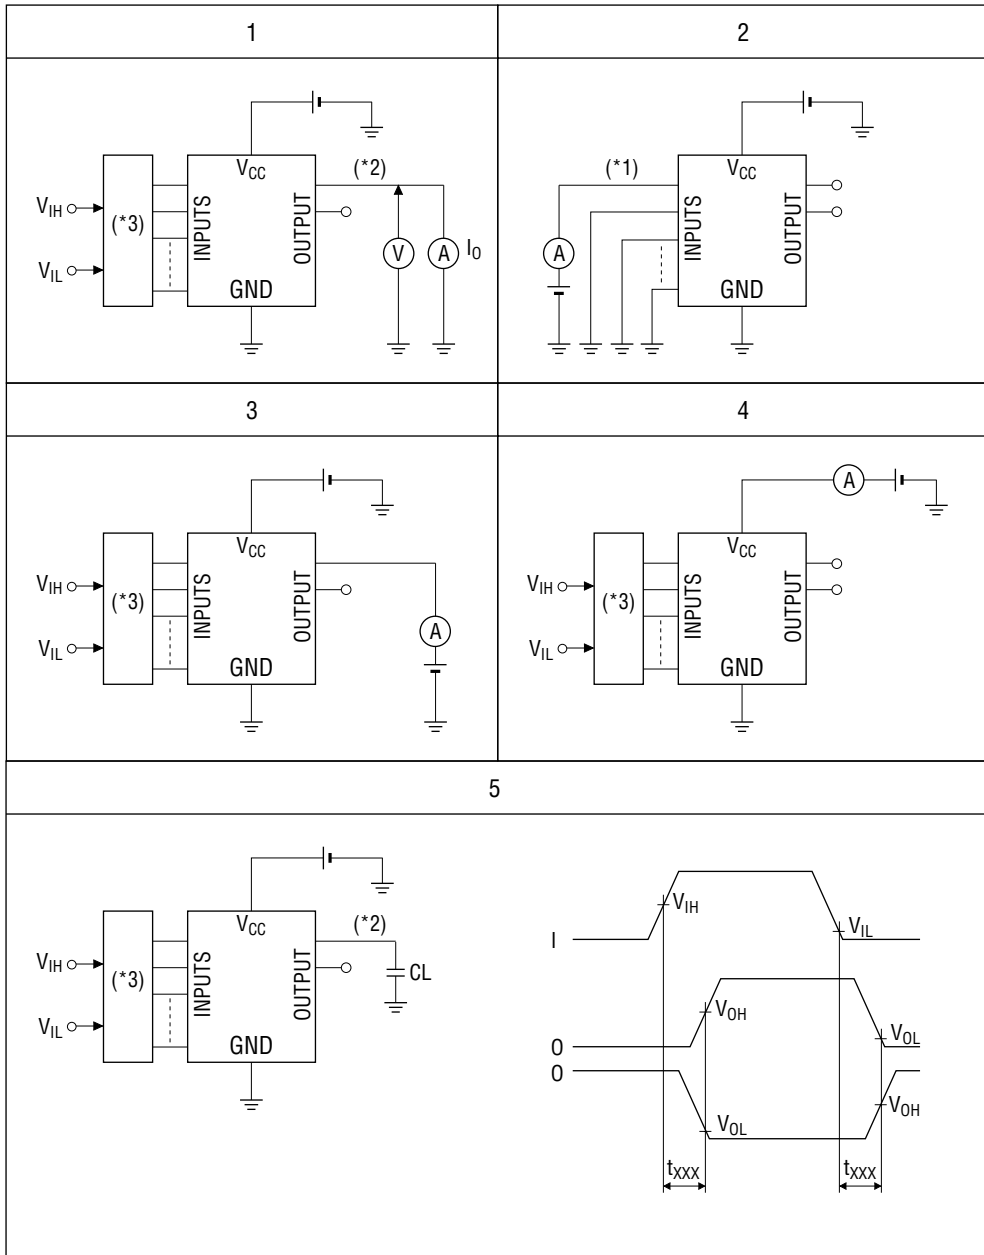 1
V_CC
(*2)
V_IH
(*3)
V_IL
INPUTS
OUTPUT
GND
V
A
I_O
2
V_CC
(*1)
A
INPUTS
OUTPUT
GND
3
V_CC
V_IH
(*3)
V_IL
INPUTS
OUTPUT
GND
A
4
A
V_CC
V_IH
(*3)
V_IL
INPUTS
OUTPUT
GND
5
V_CC
(*2)
V_IH
(*3)
V_IL
INPUTS
OUTPUT
GND
CL
I
V_IH
V_IL
O
V_OH
V_OL
O
V_OL
V_OH
t_XXX
t_XXX